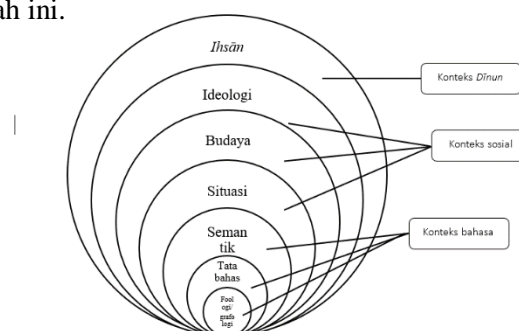 ah ini.
Ihsān
Ideologi
Budaya
Situasi
Seman
tik
Tata
bahas
Fool
ogi/
grafo
logi
Konteks Dīnun
Konteks sosial
Konteks bahasa